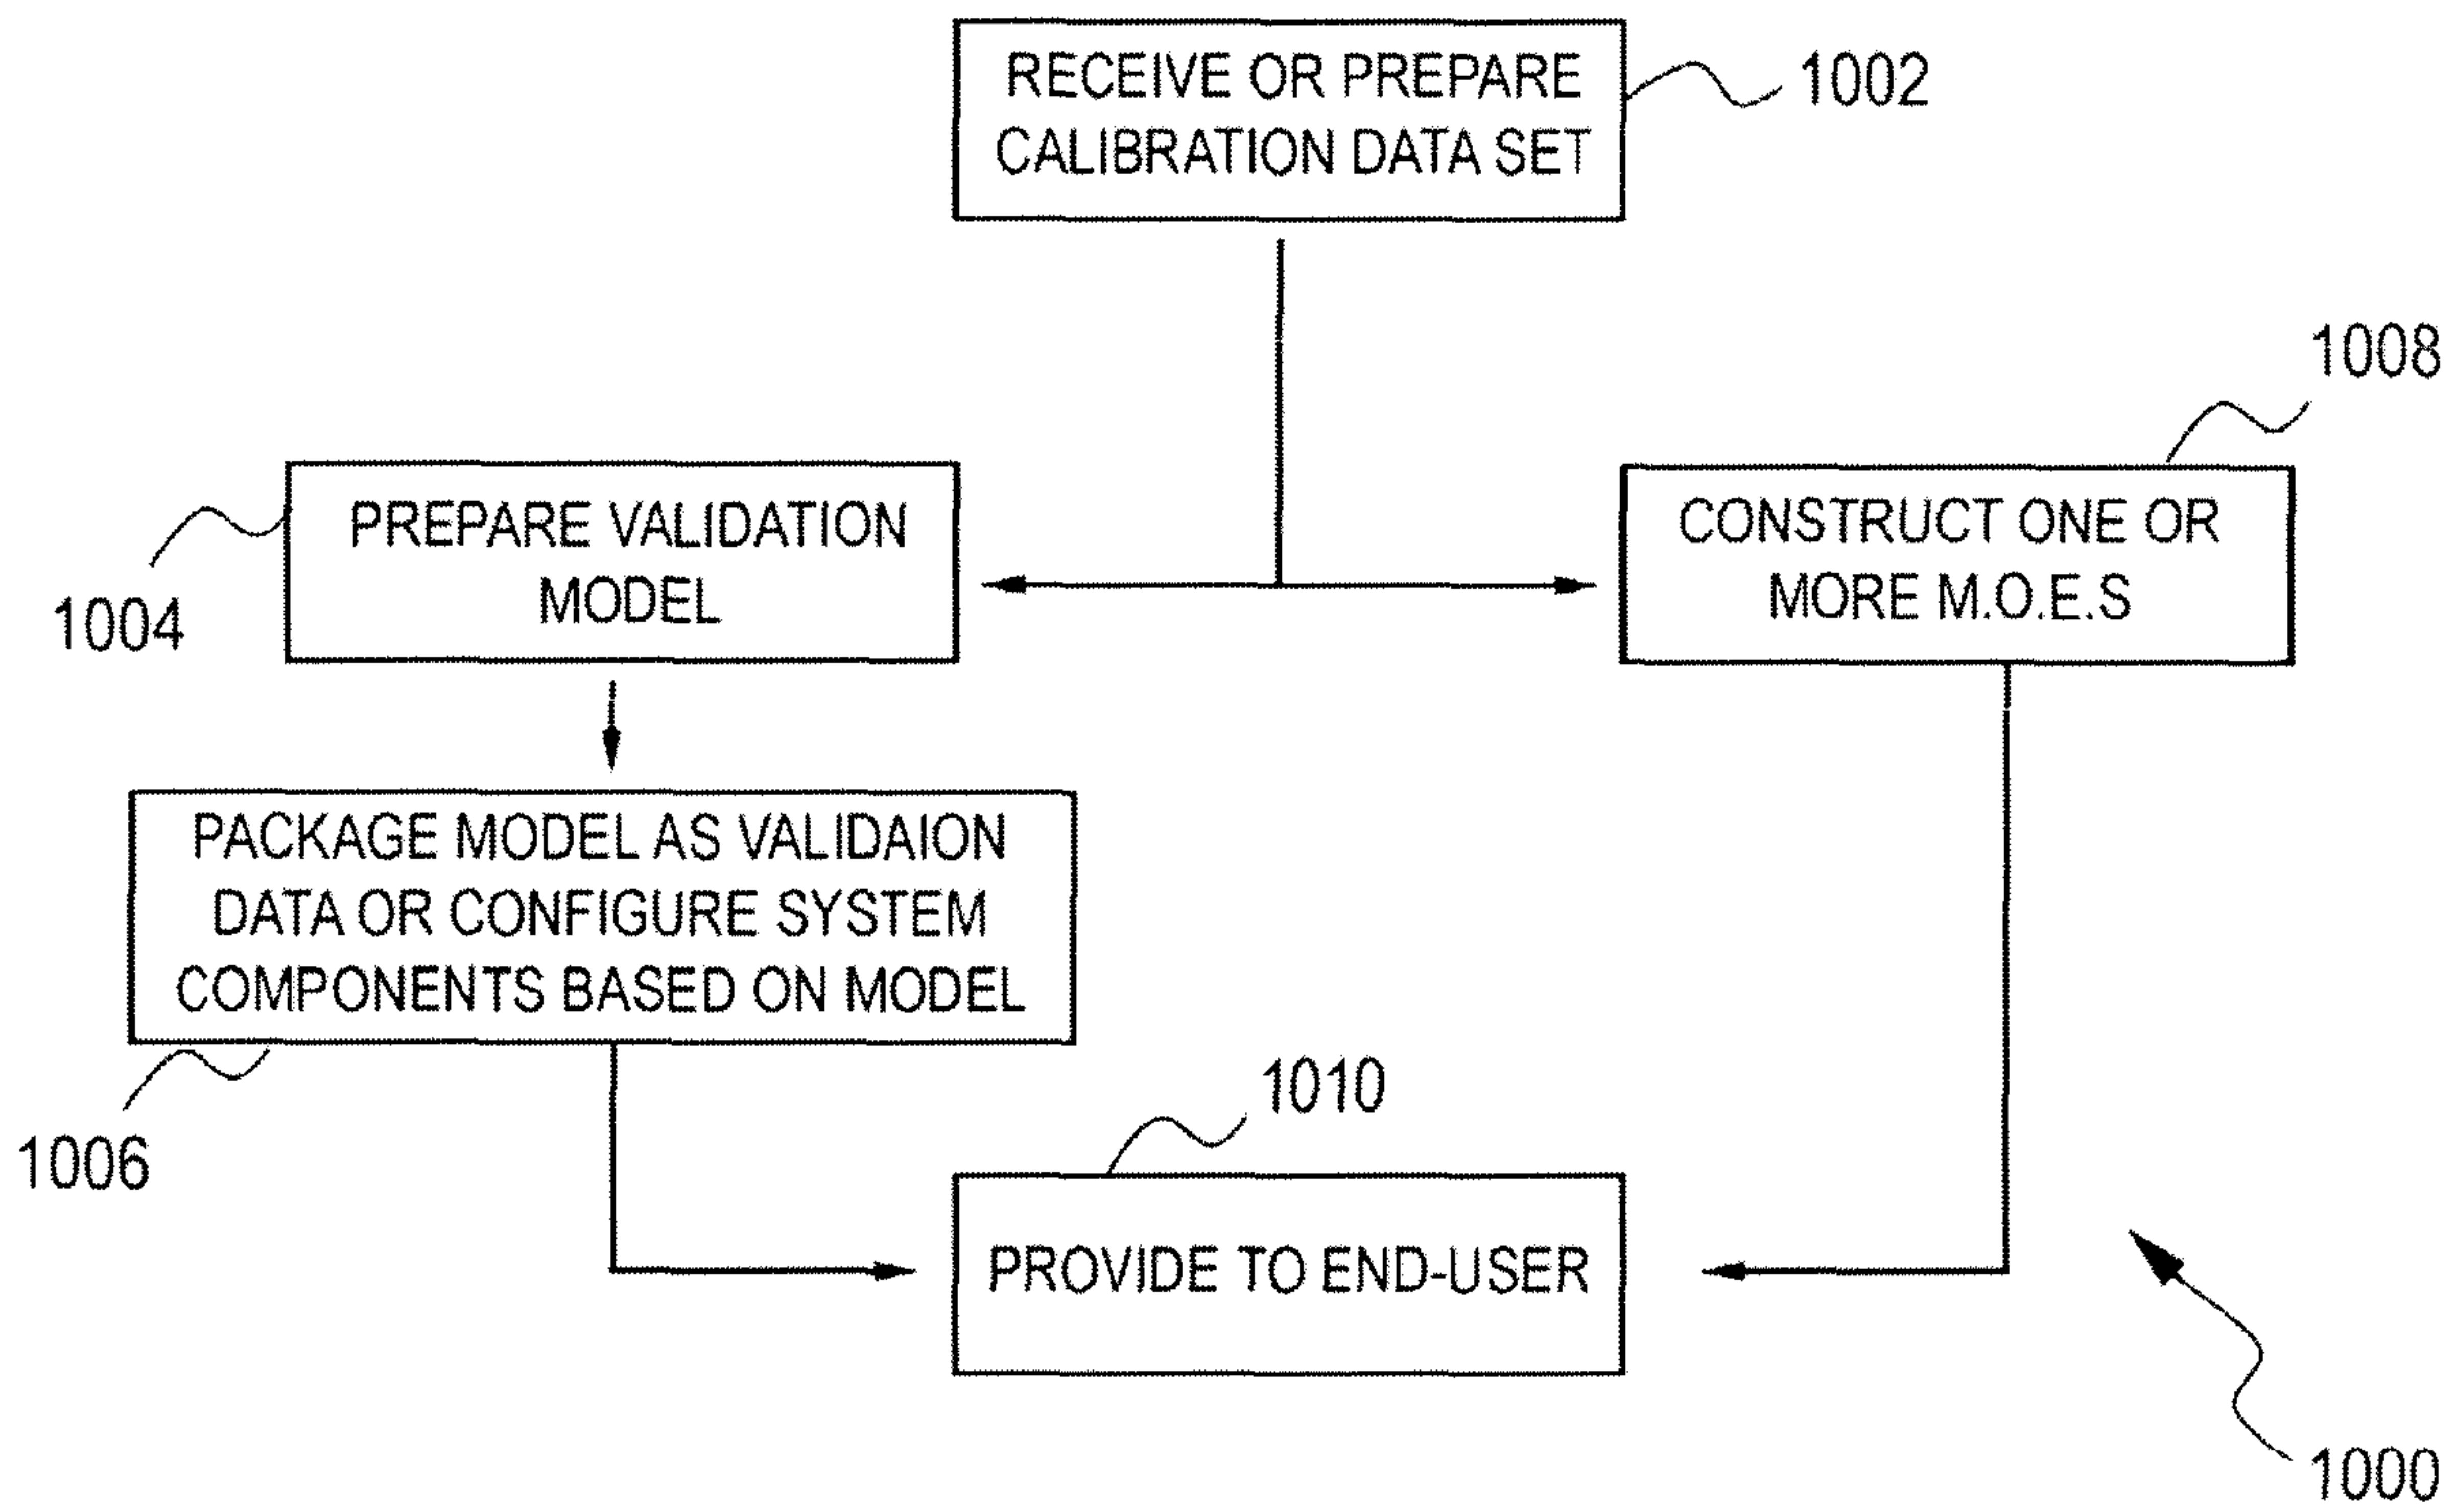 RECEIVE OR PREPARE
CALIBRATION DATA SET
1002
1008
PREPARE VALIDATION
MODEL
1004
CONSTRUCT ONE OR
MORE M.O.E.S
PACKAGE MODEL AS VALIDAION
DATA OR CONFIGURE SYSTEM
COMPONENTS BASED ON MODEL
1006
1010
PROVIDE TO END-USER
1000